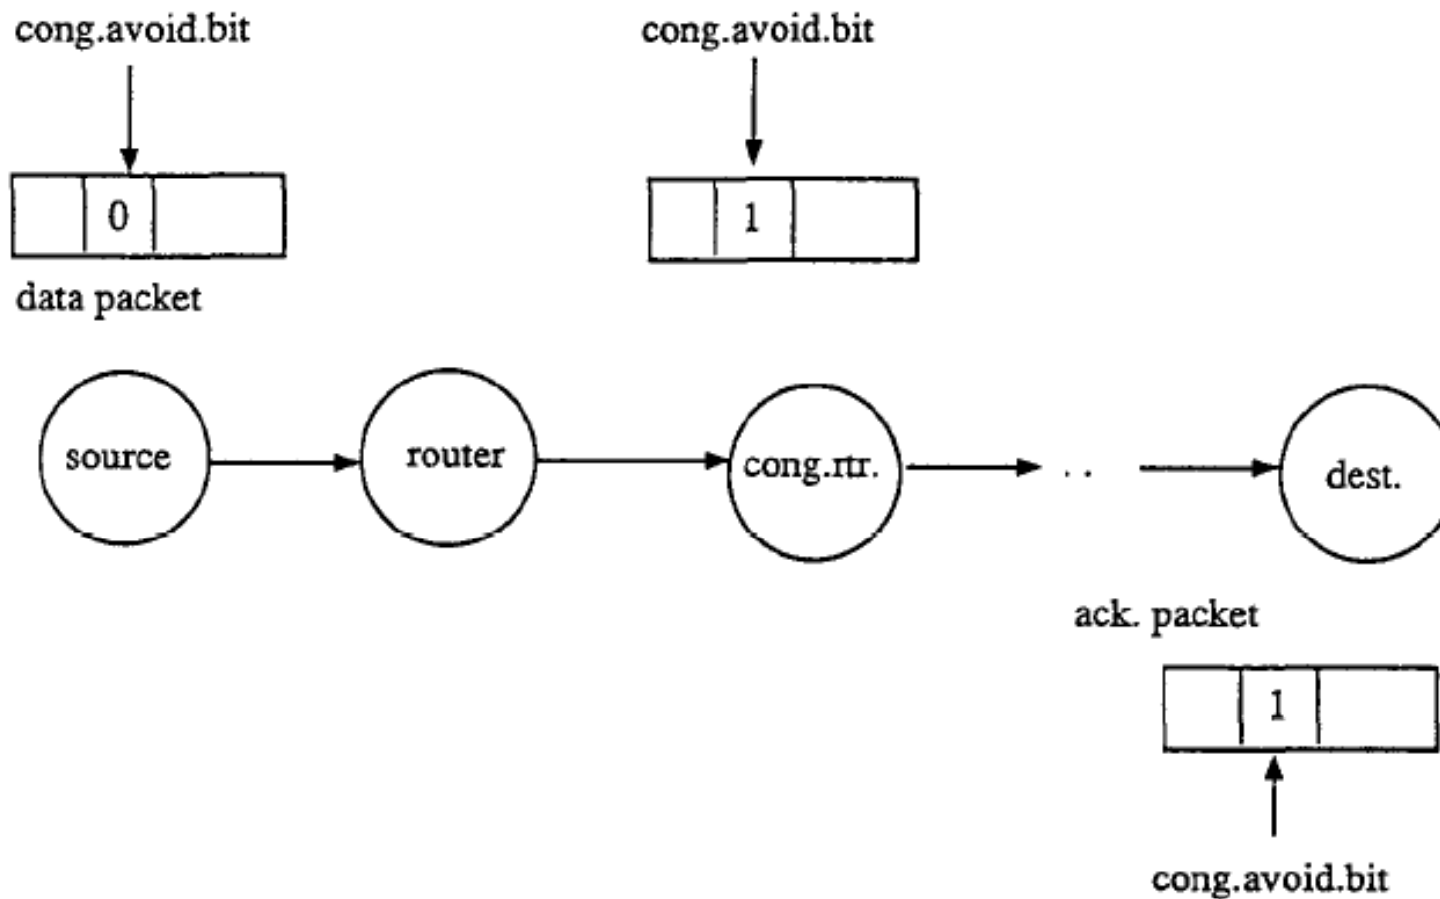 cong.avoid.bit
cong.avoid.bit
0
1
data packet
source
router
cong.rtr.
. .
dest.
ack. packet
1
cong.avoid.bit